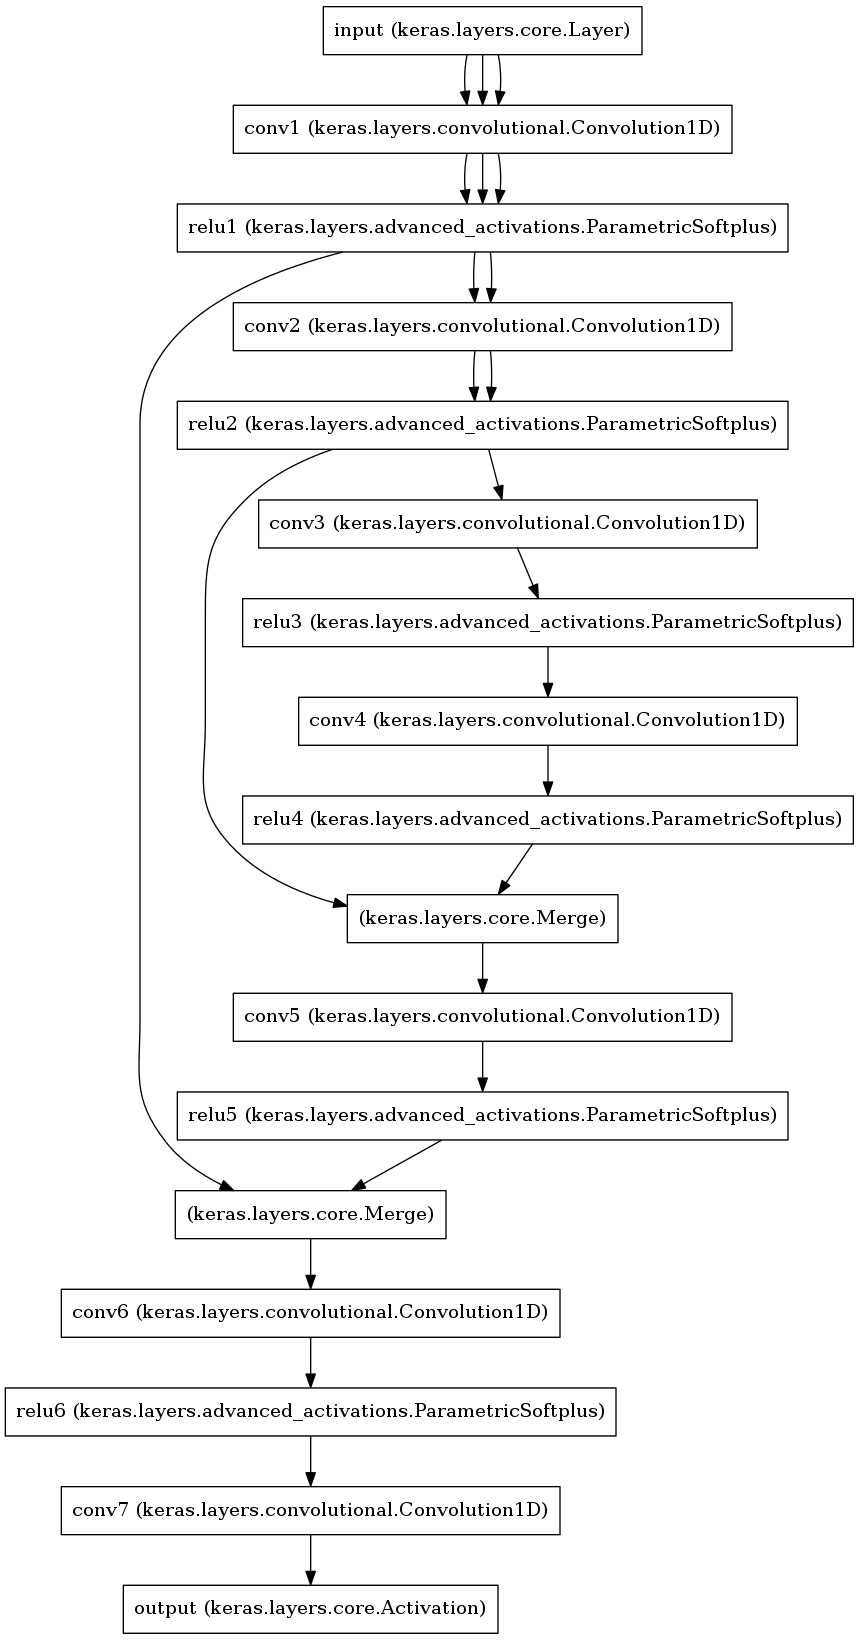 input (keras.layers.core.Layer)
conv1 (keras.layers.convolutional.Convolution1D)
relu1 (keras.layers.advanced_activations.ParametricSoftplus)
conv2 (keras.layers.convolutional.Convolution1D)
relu2 (keras.layers.advanced_activations.ParametricSoftplus)
conv3 (keras.layers.convolutional.Convolution1D)
relu3 (keras.layers.advanced_activations.ParametricSoftplus)
conv4 (keras.layers.convolutional.Convolution1D)
relu4 (keras.layers.advanced_activations.ParametricSoftplus)
(keras.layers.core.Merge)
conv5 (keras.layers.convolutional.Convolution1D)
relu5 (keras.layers.advanced_activations.ParametricSoftplus)
(keras.layers.core.Merge)
conv6 (keras.layers.convolutional.Convolution1D)
relu6 (keras.layers.advanced_activations.ParametricSoftplus)
conv7 (keras.layers.convolutional.Convolution1D)
output (keras.layers.core.Activation)